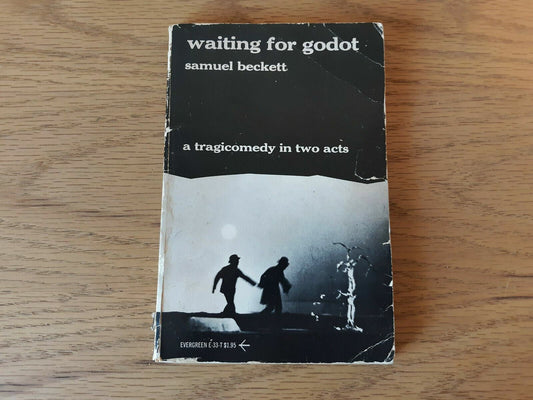 waiting for godot
samuel beckett
a tragicomedy in two acts
EVERGREEN E-33-T $1.95